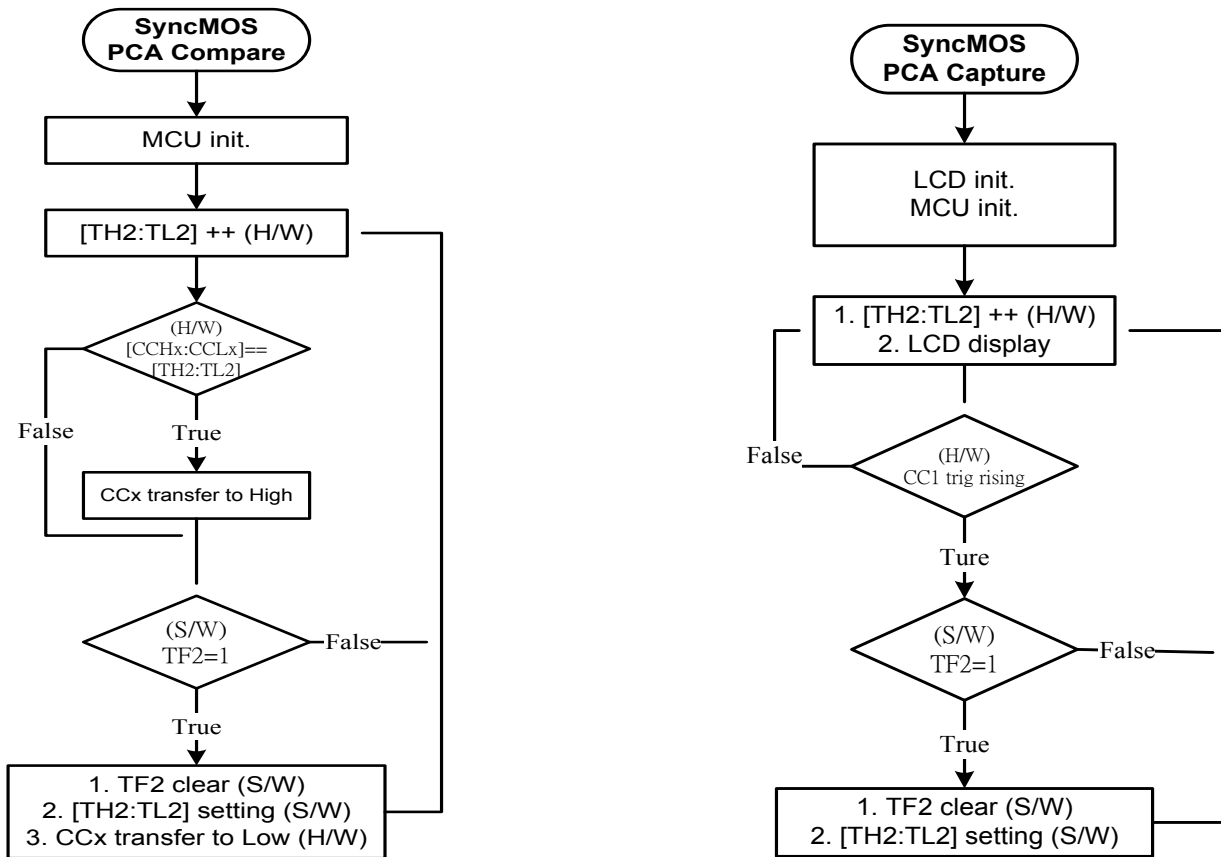 SyncMOS
PCA Compare
MCU init.
[TH2:TL2] ++ (H/W)
(H/W)
[CCHx:CCLx]==
[TH2:TL2]
False
True
CCx transfer to High
(S/W)
TF2=1
False
True
1. TF2 clear (S/W)
2. [TH2:TL2] setting (S/W)
3. CCx transfer to Low (H/W)
SyncMOS
PCA Capture
LCD init.
MCU init.
1. [TH2:TL2] ++ (H/W)
2. LCD display
(H/W)
CC1 trig rising
False
Ture
(S/W)
TF2=1
False
True
1. TF2 clear (S/W)
2. [TH2:TL2] setting (S/W)